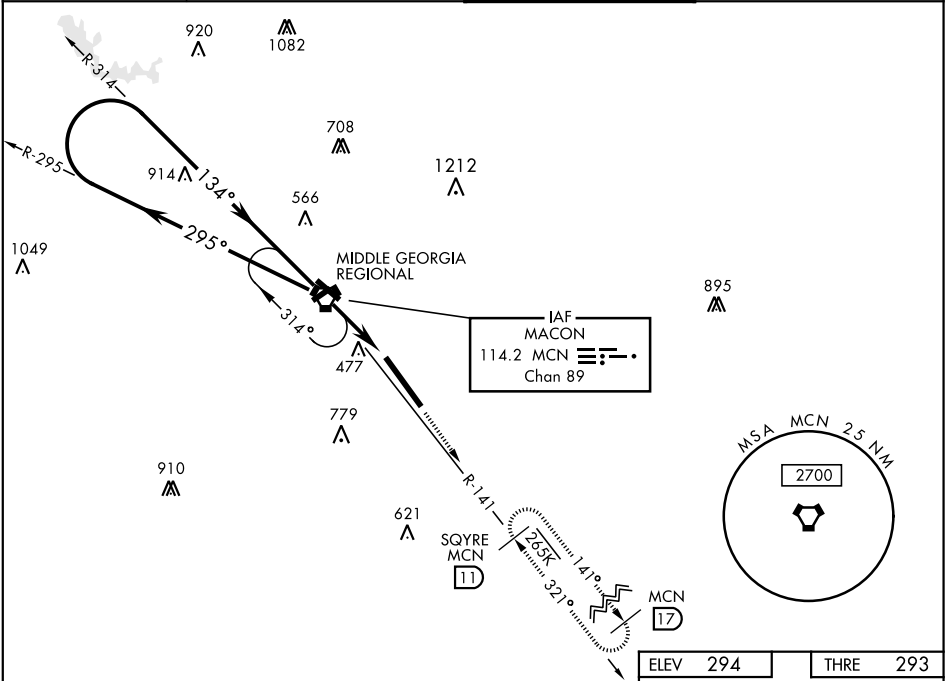 920
1082
R-314
708
R-295
914
134°
1212
566
295°
1049
MIDDLE GEORGIA
REGIONAL
895
314°
IAF
MACON
114.2 MCN
Chan 89
477
779
MSA MCN 25 NM
2700
910
R-141
621
SQYRE
MCN
11
265K
141°
321°
MCN
17
ELEV 294
THRE 293